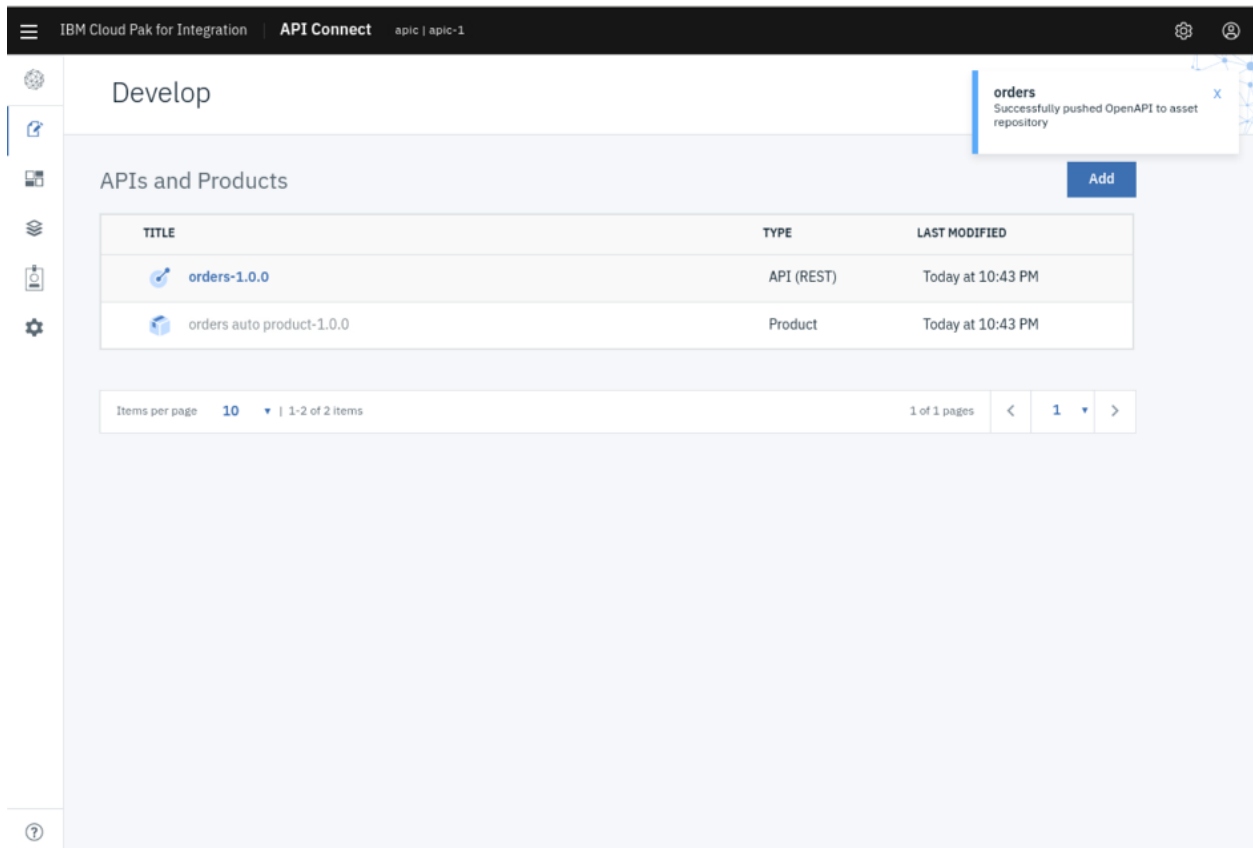 IBM Cloud Pak for Integration | API Connect apic | apic-1
Develop
orders X
Successfully pushed OpenAPI to asset
repository
APIs and Products
Add
TITLE TYPE LAST MODIFIED
orders-1.0.0 API (REST) Today at 10:43 PM
orders auto product-1.0.0 Product Today at 10:43 PM
Items per page 10 ▼ | 1-2 of 2 items 1 of 1 pages < 1 ▼ >
?